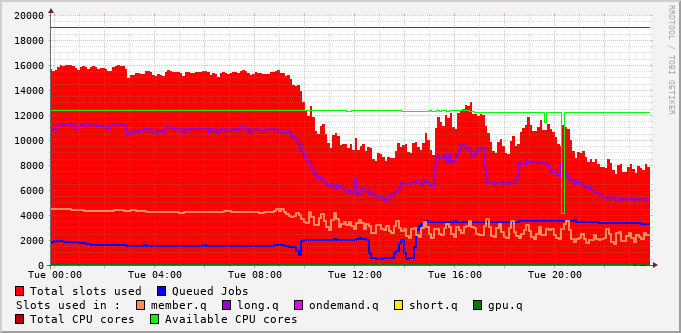 20000
18000
16000
14000
12000
10000
8000
6000
4000
2000
0
Tue 00:00 Tue 04:00 Tue 08:00 Tue 12:00 Tue 16:00 Tue 20:00
Total slots used Queued Jobs
Slots used in : member.q long.q ondemand.q short.q gpu.q
Total CPU cores Available CPU cores
RRDTOOL / TOBI OETIKER